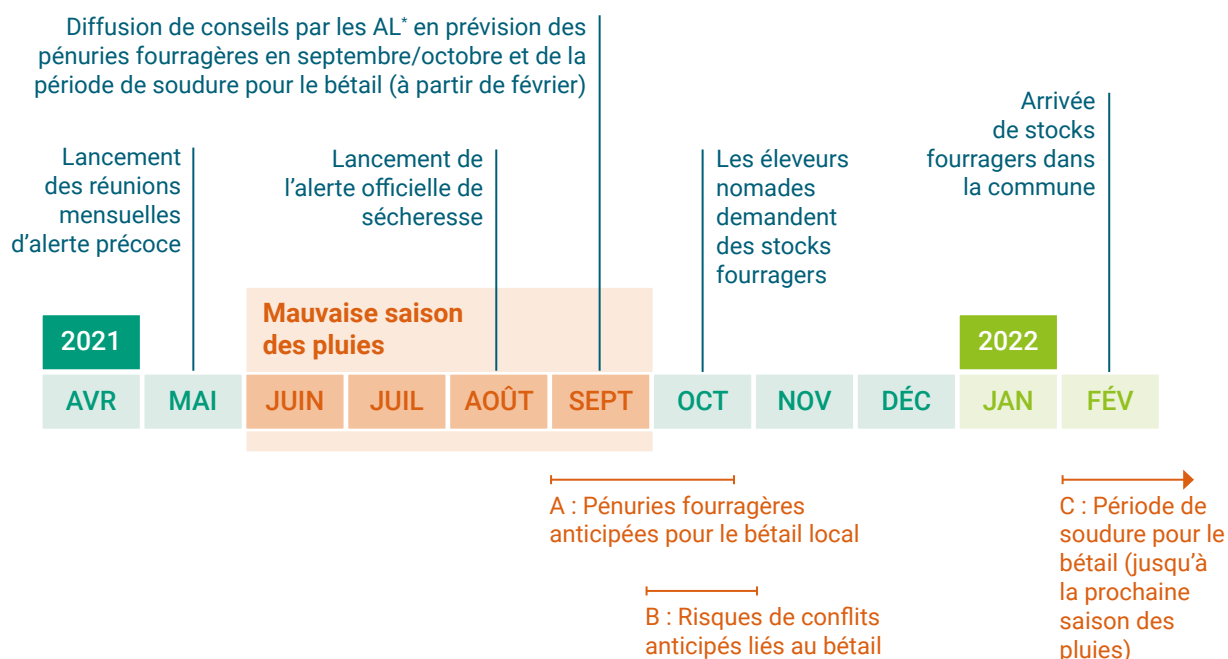 Diffusion de conseils par les AL* en prévision des
pénuries fourragères en septembre/octobre et de la
période de soudure pour le bétail (à partir de février)
Lancement
des réunions
mensuelles
d'alerte précoce
Lancement de
l'alerte officielle de
sécheresse
Les éleveurs
nomades
demandent
des stocks
fourragers
Arrivée
de stocks
fourragers dans
la commune
Mauvaise saison
des pluies
2021
2022
AVR MAI JUIN JUIL AOÛT SEPT OCT NOV DÉC JAN FÉV
A : Pénuries fourragères
anticipées pour le bétail local
B : Risques de conflits
anticipés liés au bétail
C : Période de
soudure pour le
bétail (jusqu'à
la prochaine
saison des
pluies)